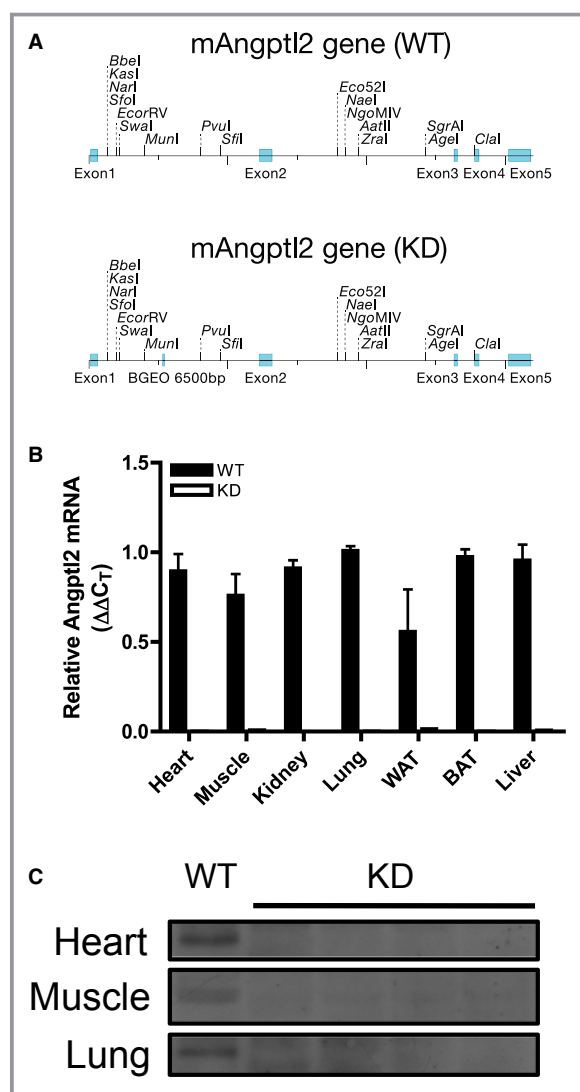 A
mAngptl2 gene (WT)
BbeI
KasI
NarI
SfoI
EcorRV
SwaI
MunI
PvuI
SfiI
Eco52I
NaeI
NgoMIV
AatII
ZraI
SgrAI
AgeI
ClaI
Exon1
Exon2
Exon3
Exon4
Exon5
mAngptl2 gene (KD)
BbeI
KasI
NarI
SfoI
EcorRV
SwaI
MunI
PvuI
SfiI
Eco52I
NaeI
NgoMIV
AatII
ZraI
SgrAI
AgeI
ClaI
Exon1
BGEO 6500bp
Exon2
Exon3
Exon4
Exon5
B
Relative Angptl2 mRNA
(ΔΔCT)
1.5
1.0
0.5
0.0
WT
KD
Heart
Muscle
Kidney
Lung
WAT
BAT
Liver
C
WT
KD
Heart
Muscle
Lung